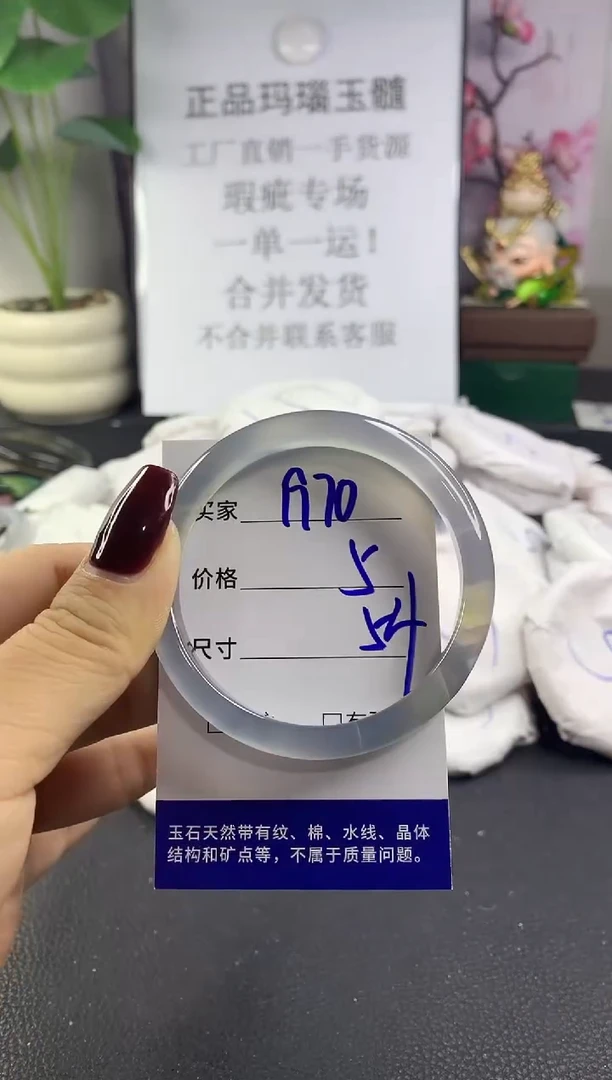 正品玛瑙玉髓
工厂直销一手货源
瑕疵专场
一单一运！
合并发货
不合并联系客服
买家 A70
价格 5
尺寸 54
玉石天然带有纹、棉、水线、晶体
结构和矿点等，不属于质量问题。